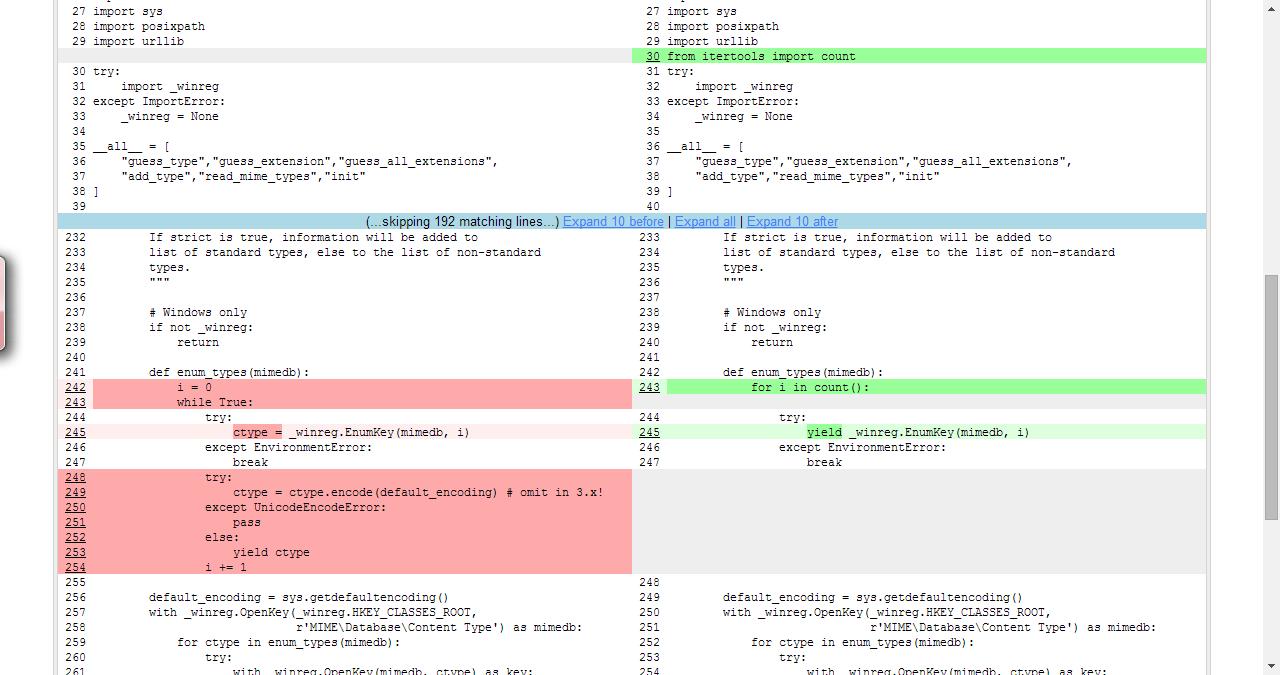 27 import sys
28 import posixpath
29 import urllib
30 try:
31     import _winreg
32 except ImportError:
33     _winreg = None
34
35 __all__ = [
36     "guess_type","guess_extension","guess_all_extensions",
37     "add_type","read_mime_types","init"
38 ]
39
27 import sys
28 import posixpath
29 import urllib
30 from itertools import count
31 try:
32     import _winreg
33 except ImportError:
34     _winreg = None
35
36 __all__ = [
37     "guess_type","guess_extension","guess_all_extensions",
38     "add_type","read_mime_types","init"
39 ]
40
(...skipping 192 matching lines...) Expand 10 before | Expand all | Expand 10 after
232         If strict is true, information will be added to
233         list of standard types, else to the list of non-standard
234         types.
235         """
236
237         # Windows only
238         if not _winreg:
239             return
240
241         def enum_types(mimedb):
242             i = 0
243             while True:
244                 try:
245                     ctype = _winreg.EnumKey(mimedb, i)
246                 except EnvironmentError:
247                     break
248                 try:
249                     ctype = ctype.encode(default_encoding) # omit in 3.x!
250                 except UnicodeEncodeError:
251                     pass
252                 else:
253                     yield ctype
254                 i += 1
255
256         default_encoding = sys.getdefaultencoding()
257         with _winreg.OpenKey(_winreg.HKEY_CLASSES_ROOT,
258                              r'MIME\Database\Content Type') as mimedb:
259             for ctype in enum_types(mimedb):
260                 try:
261                     with _winreg.OpenKey(mimedb, ctype) as key:
233         If strict is true, information will be added to
234         list of standard types, else to the list of non-standard
235         types.
236         """
237
238         # Windows only
239         if not _winreg:
240             return
241
242         def enum_types(mimedb):
243             for i in count():
244                 try:
245                     yield _winreg.EnumKey(mimedb, i)
246                 except EnvironmentError:
247                     break
248
249         default_encoding = sys.getdefaultencoding()
250         with _winreg.OpenKey(_winreg.HKEY_CLASSES_ROOT,
251                              r'MIME\Database\Content Type') as mimedb:
252             for ctype in enum_types(mimedb):
253                 try:
254                     with _winreg.OpenKey(mimedb, ctype) as key: